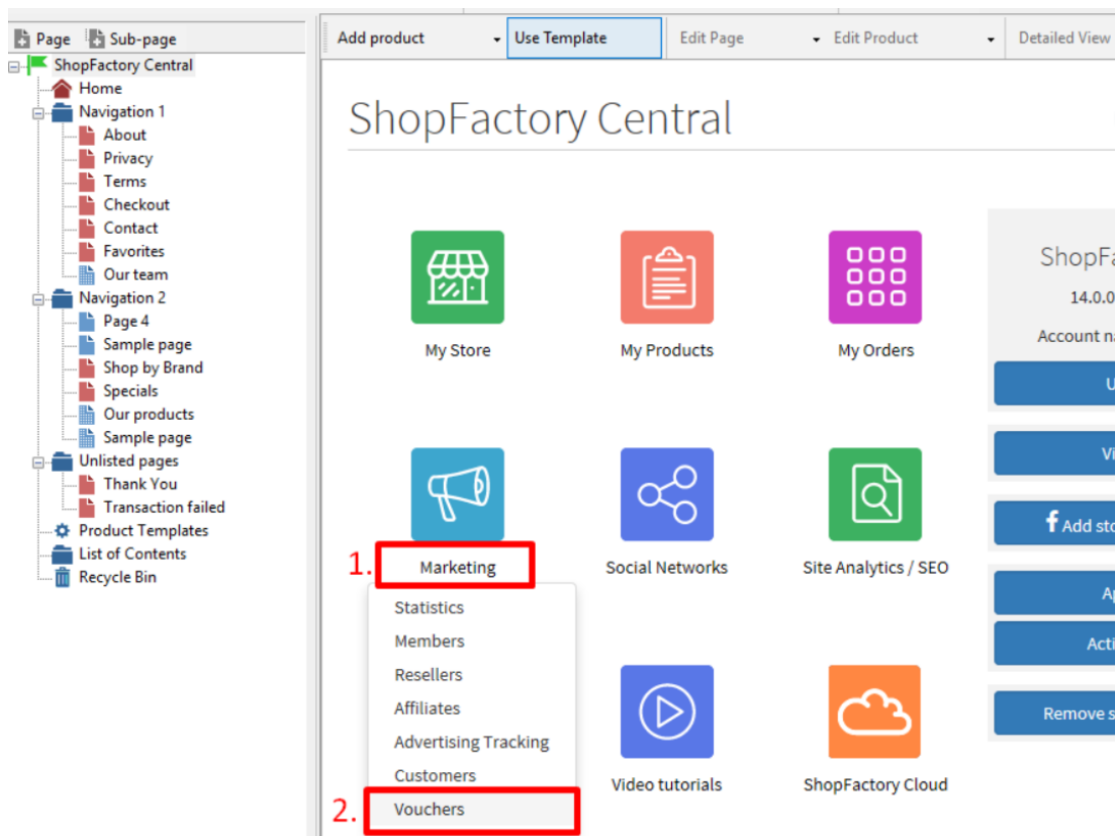 Page Sub-page
ShopFactory Central
Home
Navigation 1
About
Privacy
Terms
Checkout
Contact
Favorites
Our team
Navigation 2
Page 4
Sample page
Shop by Brand
Specials
Our products
Sample page
Unlisted pages
Thank You
Transaction failed
Product Templates
List of Contents
Recycle Bin
Add product Use Template Edit Page Edit Product Detailed View
ShopFactory Central
My Store My Products My Orders
1. Marketing Social Networks Site Analytics / SEO
Statistics
Members
Resellers
Affiliates
Advertising Tracking
Customers
2. Vouchers
Video tutorials ShopFactory Cloud
14.0.0
Account
Add
Remove